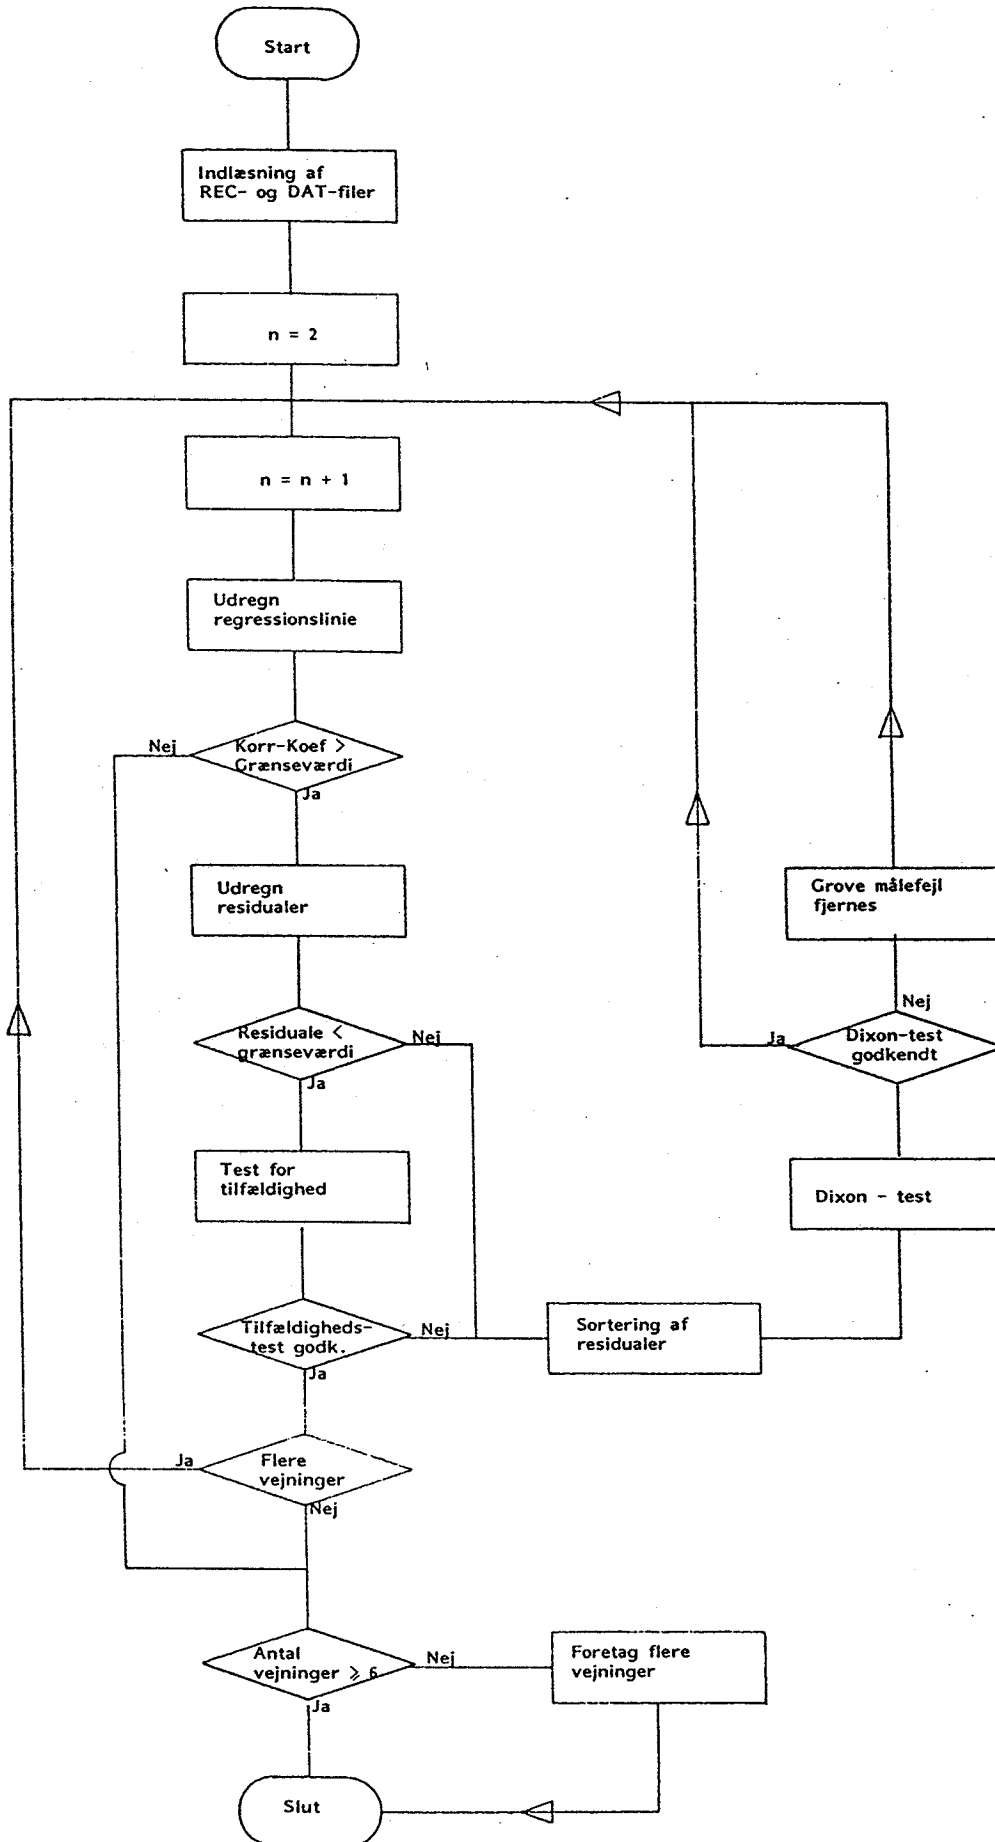 Start
Indlæsning af
REC- og DAT-filer
n = 2
n = n + 1
Udregn
regressionslinie
Korr-Koef >
Grænseværdi
Nej
Ja
Udregn
residualer
Residuale <
grænseværdi
Nej
Ja
Test for
tilfældighed
Tilfældigheds-
test godk.
Nej
Ja
Sortering af
residualer
Dixon - test
Dixon-test
godkendt
Ja
Nej
Grove målefejl
fjernes
Flere
vejninger
Ja
Nej
Antal
vejninger ⩾ 6
Nej
Ja
Foretag flere
vejninger
Slut